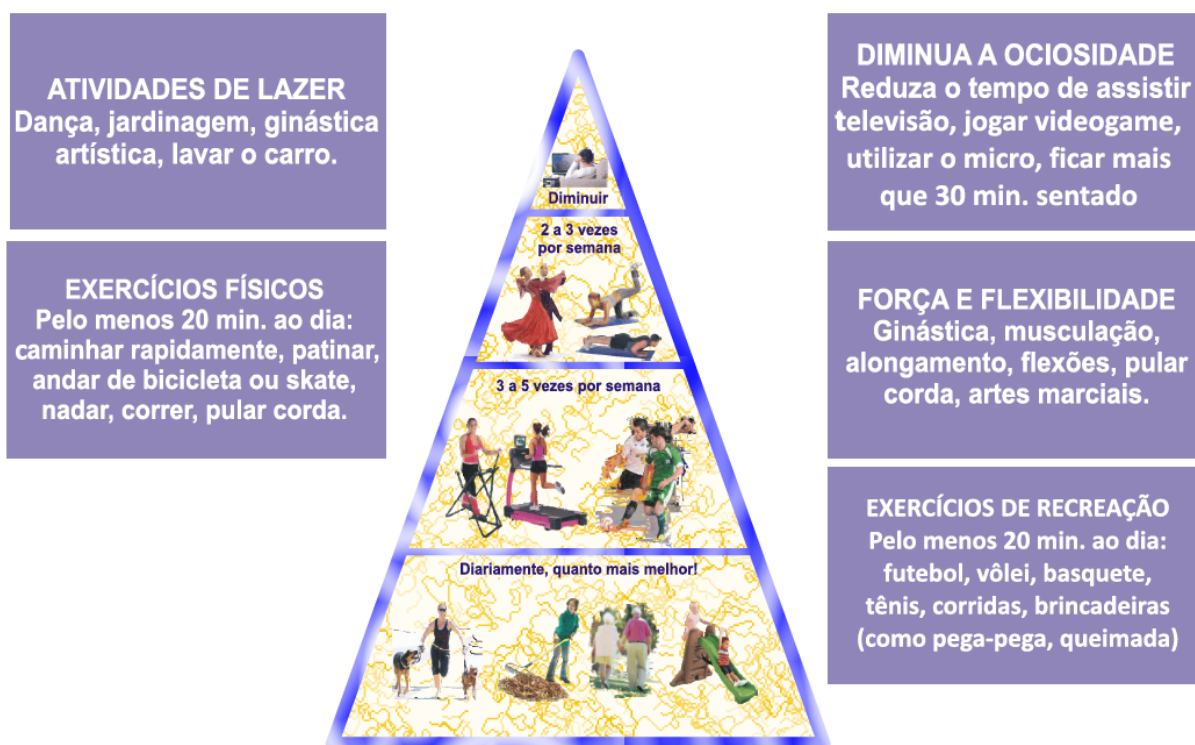 ATIVIDADES DE LAZER
Dança, jardinagem, ginástica
artística, lavar o carro.
EXERCÍCIOS FÍSICOS
Pelo menos 20 min. ao dia:
caminhar rapidamente, patinar,
andar de bicicleta ou skate,
nadar, correr, pular corda.
Diminuir
2 a 3 vezes
por semana
3 a 5 vezes por semana
Diariamente, quanto mais melhor!
DIMINUA A OCIOSIDADE
Reduza o tempo de assistir
televisão, jogar videogame,
utilizar o micro, ficar mais
que 30 min. sentado
FORÇA E FLEXIBILIDADE
Ginástica, musculação,
alongamento, flexões, pular
corda, artes marciais.
EXERCÍCIOS DE RECREAÇÃO
Pelo menos 20 min. ao dia:
futebol, vôlei, basquete,
tênis, corridas, brincadeiras
(como pega-pega, queimada)